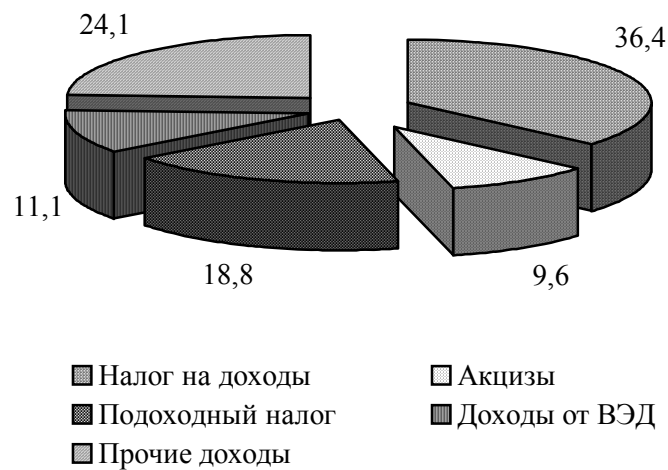 24,1
36,4
11,1
18,8
9,6
Налог на доходы
Акцизы
Подоходный налог
Доходы от ВЭД
Прочие доходы